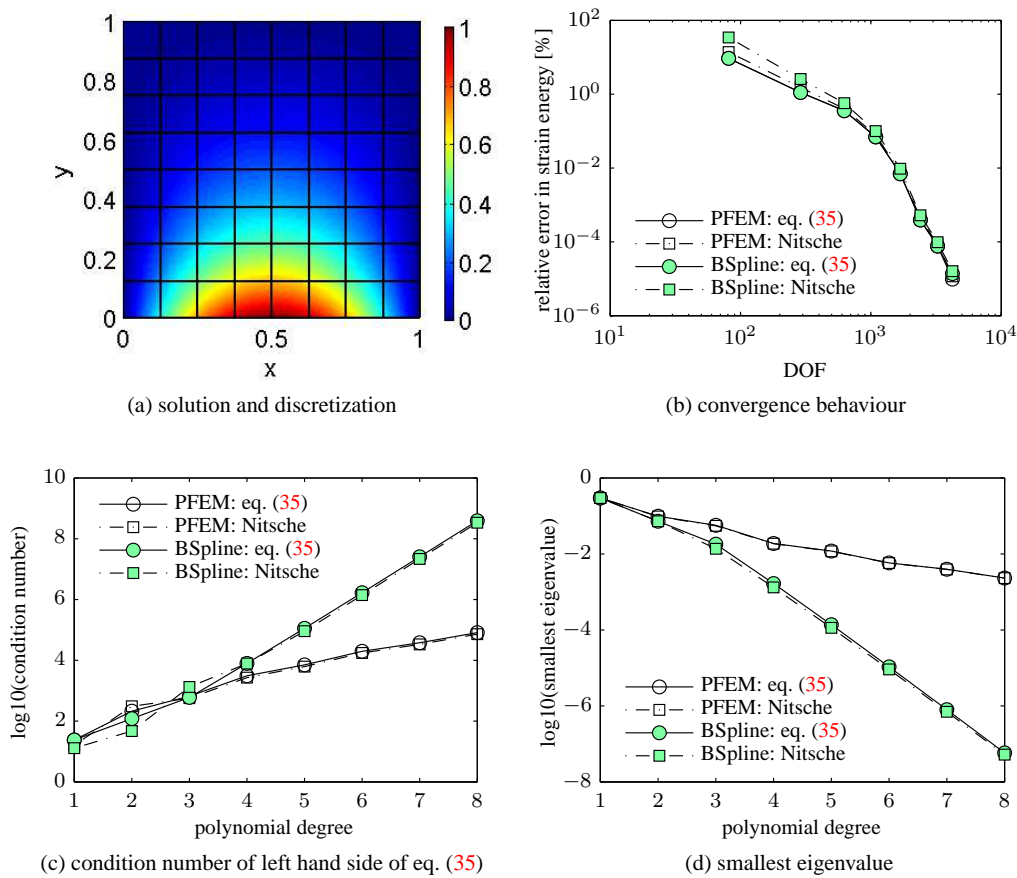 1
0.8
0.6
0.4
0.2
0
y
0
0.5
1
x
1
0.8
0.6
0.4
0.2
0
(a) solution and discretization
relative error in strain energy [%]
10^2
10^0
10^−2
10^−4
10^−6
10^1
10^2
10^3
10^4
DOF
PFEM: eq. (35)
PFEM: Nitsche
BSpline: eq. (35)
BSpline: Nitsche
(b) convergence behaviour
log10(condition number)
10
8
6
4
2
0
1 2 3 4 5 6 7 8
polynomial degree
PFEM: eq. (35)
PFEM: Nitsche
BSpline: eq. (35)
BSpline: Nitsche
(c) condition number of left hand side of eq. (35)
log10(smallest eigenvalue)
0
−2
−4
−6
−8
1 2 3 4 5 6 7 8
polynomial degree
PFEM: eq. (35)
PFEM: Nitsche
BSpline: eq. (35)
BSpline: Nitsche
(d) smallest eigenvalue